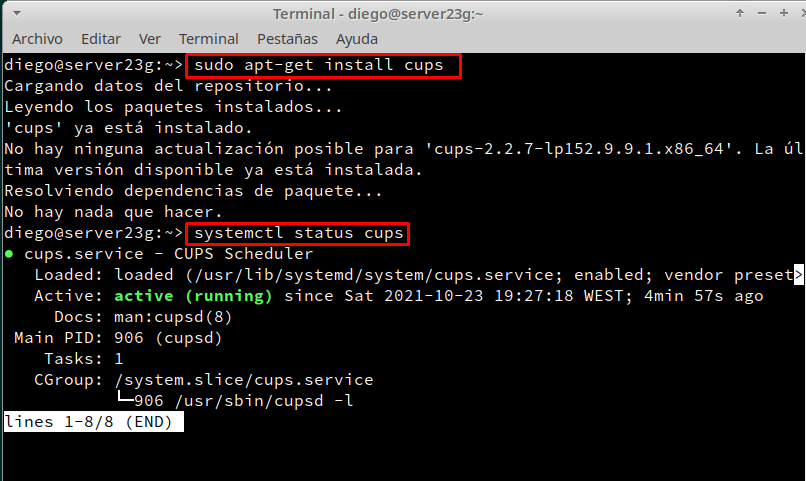 Terminal - diego@server23g:~
Archivo Editar Ver Terminal Pestañas Ayuda
diego@server23g:~> sudo apt-get install cups
Cargando datos del repositorio...
Leyendo los paquetes instalados...
'cups' ya está instalado.
No hay ninguna actualización posible para 'cups-2.2.7-lp152.9.9.1.x86_64'. La úl
tima versión disponible ya está instalada.
Resolviendo dependencias de paquete...
No hay nada que hacer.
diego@server23g:~> systemctl status cups
● cups.service - CUPS Scheduler
Loaded: loaded (/usr/lib/systemd/system/cups.service; enabled; vendor preset>
Active: active (running) since Sat 2021-10-23 19:27:18 WEST; 4min 57s ago
Docs: man:cupsd(8)
Main PID: 906 (cupsd)
Tasks: 1
CGroup: /system.slice/cups.service
└─906 /usr/sbin/cupsd -l
lines 1-8/8 (END)